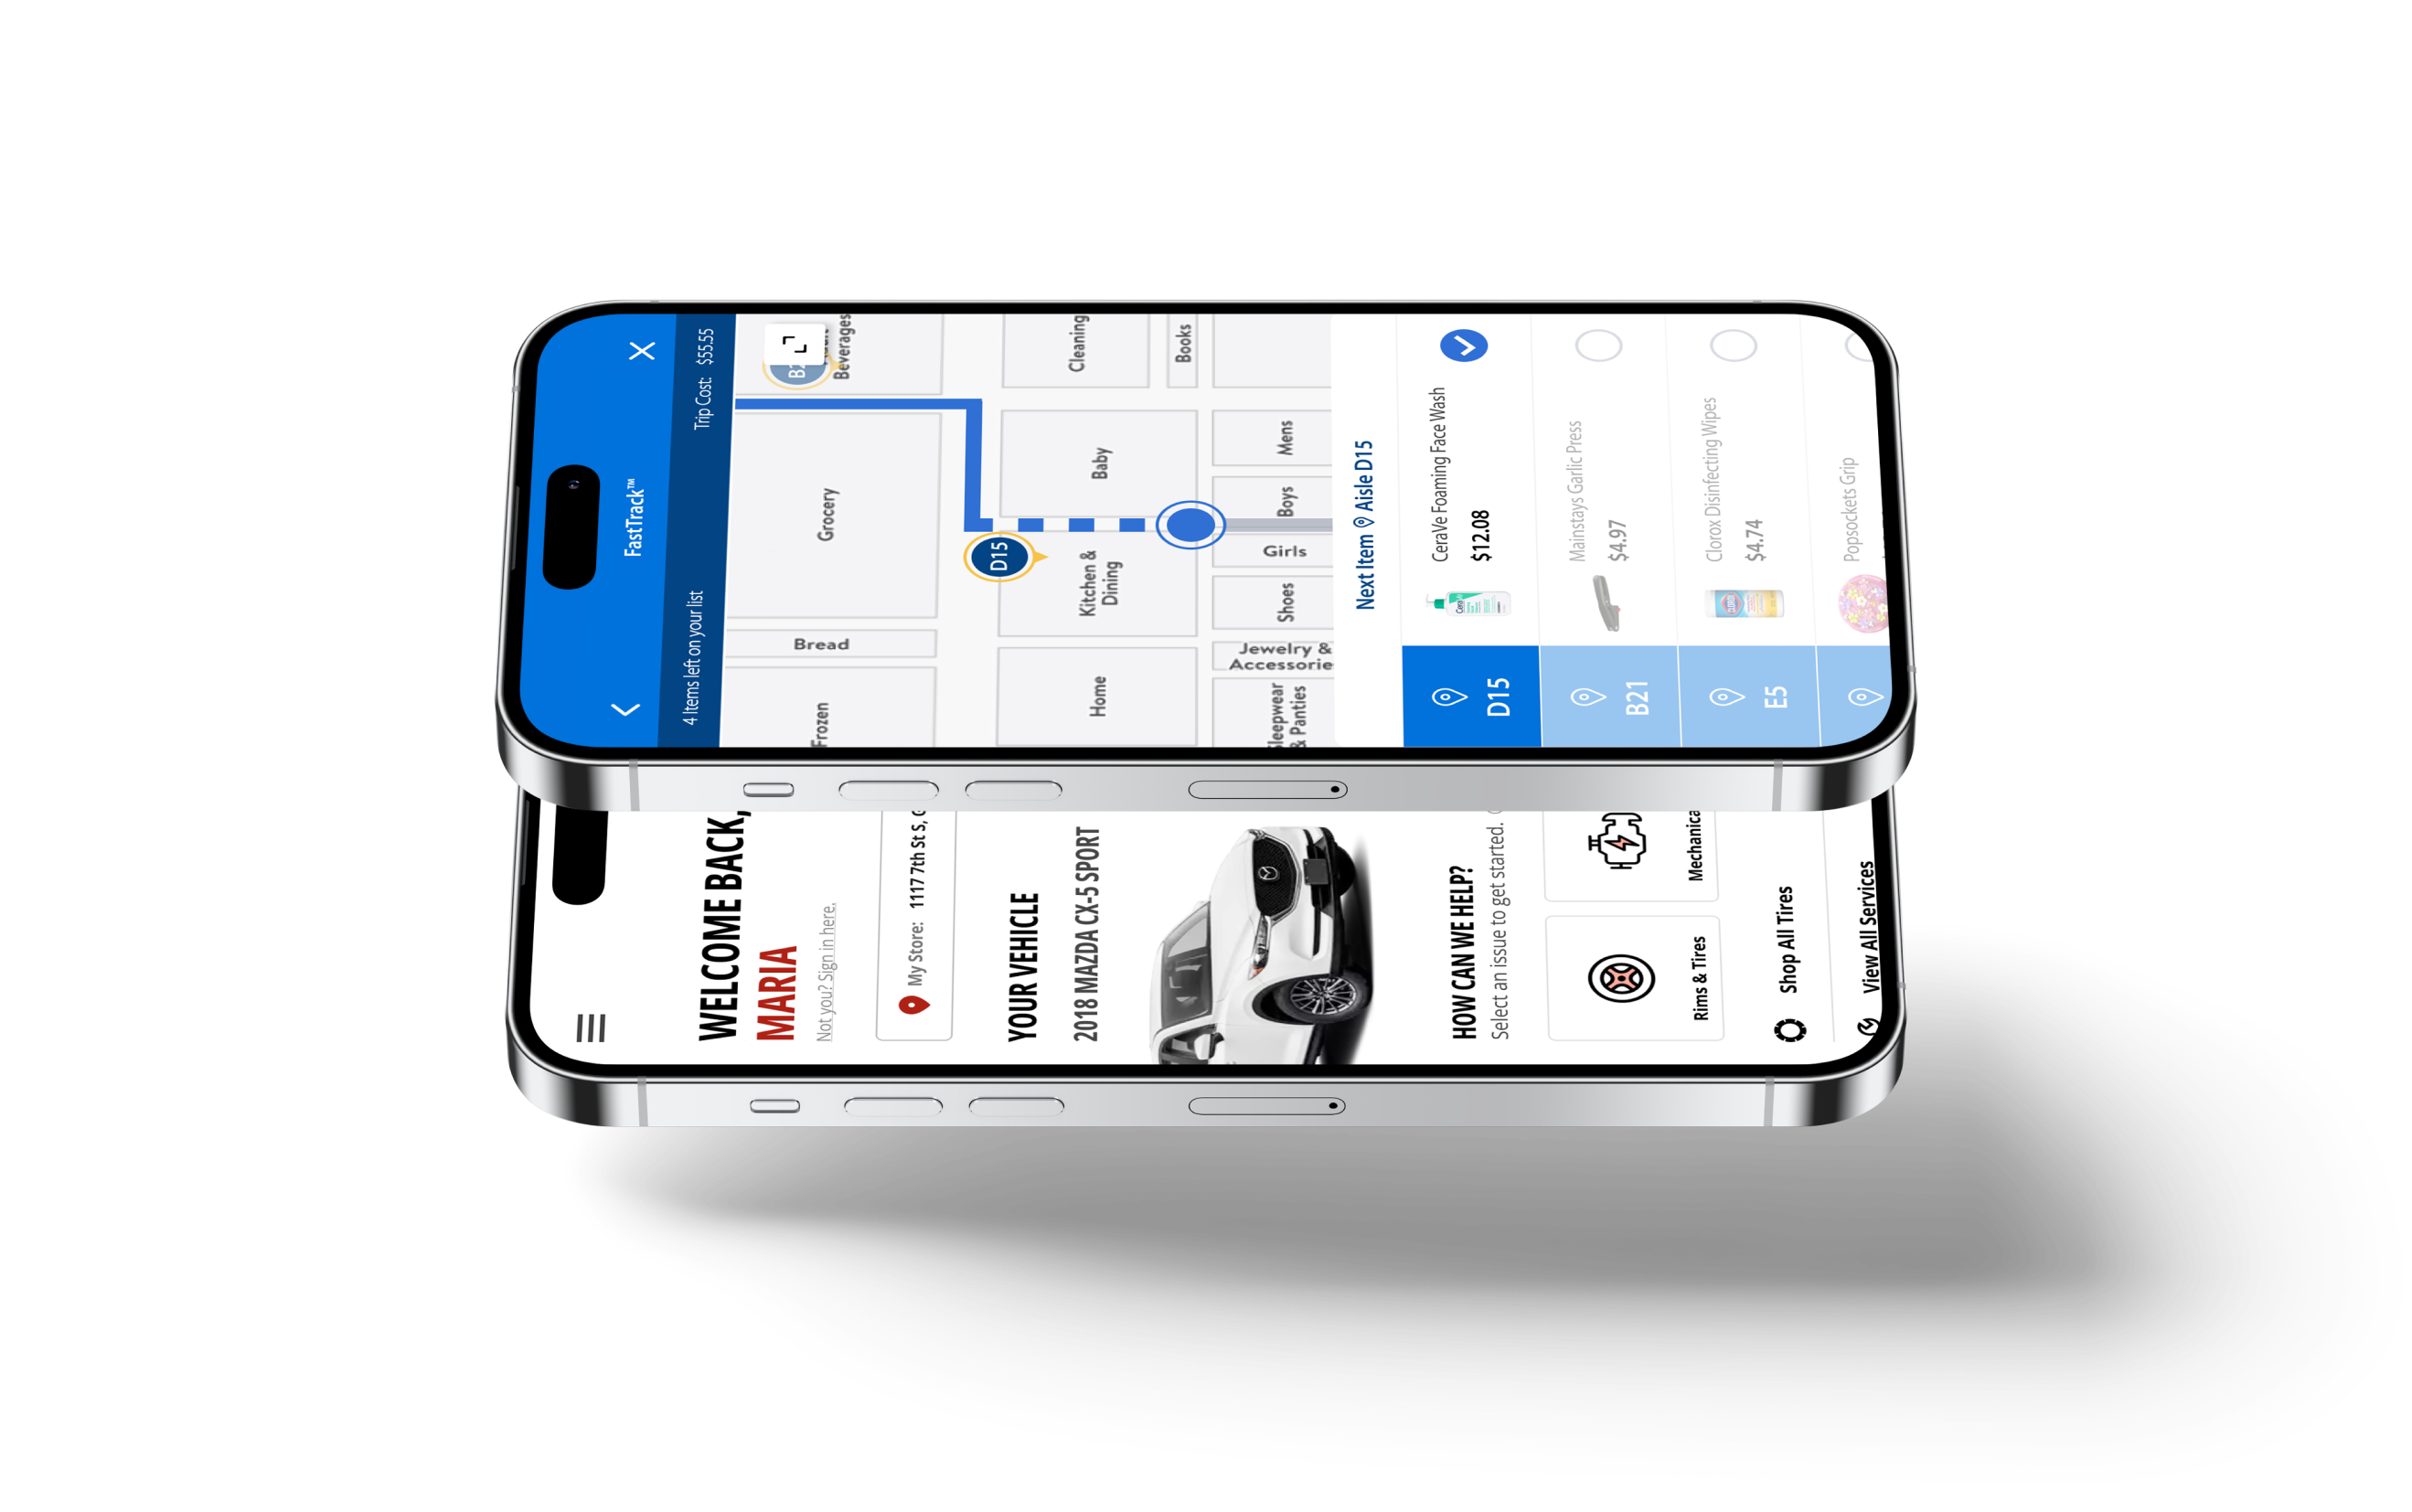 FastTrack™
4 Items left on your list
Trip Cost: $55.55
Beverages
Grocery
Bread
Frozen
D15
Cleaning
Baby
Kitchen &
Dining
Home
Books
Mens
Boys
Girls
Shoes
Jewelry &
Accessorie
Sleepwear
& Panties
Next Item Aisle D15
D15
CeraVe Foaming Face Wash
$12.08
B21
Mainstays Garlic Press
$4.97
E5
Clorox Disinfecting Wipes
$4.74
Popsockets Grip
WELCOME BACK,
MARIA
Not you? Sign in here.
My Store: 1117 7th St S,
YOUR VEHICLE
2018 MAZDA CX-5 SPORT
HOW CAN WE HELP?
Select an issue to get started.
Rims & Tires
Mechanica
Shop All Tires
View All Services